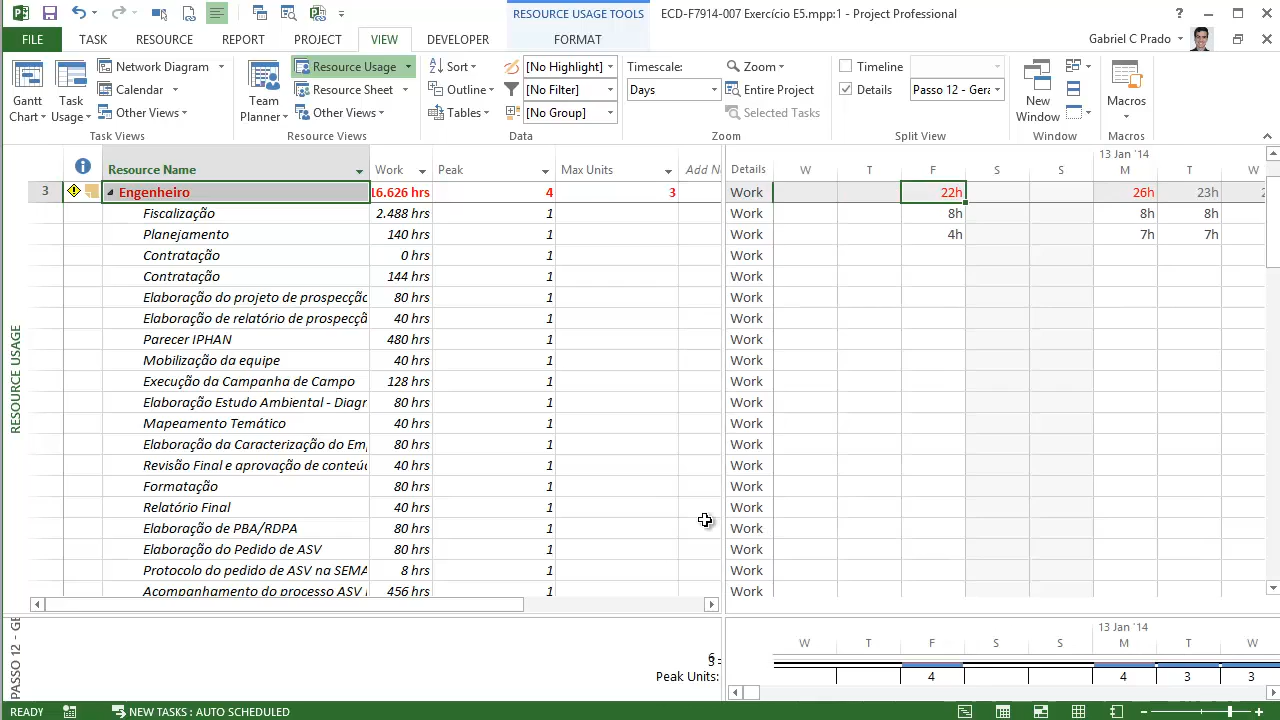 RESOURCE USAGE TOOLS
ECD-F7914-007 Exercício E5.mpp:1 - Project Professional
FILE TASK RESOURCE REPORT PROJECT VIEW DEVELOPER FORMAT
Gabriel C Prado
Gantt Chart
Task Usage
Network Diagram
Calendar
Other Views
Task Views
Team Planner
Resource Usage
Resource Sheet
Other Views
Resource Views
Sort
Outline
Tables
[No Highlight]
[No Filter]
[No Group]
Data
Timescale:
Days
Zoom
Entire Project
Selected Tasks
Zoom
Timeline
Details
Passo 12 - Gera
Split View
New Window
Window
Macros
Macros
13 Jan '14
Resource Name Work Peak Max Units Add N Details W T F S S M T W
3 Engenheiro 16.626 hrs 4 3 Work 22h 26h 23h 2
Fiscalização 2.488 hrs 1 Work 8h 8h 8h
Planejamento 140 hrs 1 Work 4h 7h 7h
Contratação 0 hrs 1 Work
Contratação 144 hrs 1 Work
Elaboração do projeto de prospecção 80 hrs 1 Work
Elaboração de relatório de prospecçã 40 hrs 1 Work
Parecer IPHAN 480 hrs 1 Work
Mobilização da equipe 40 hrs 1 Work
Execução da Campanha de Campo 128 hrs 1 Work
Elaboração Estudo Ambiental - Diagr 80 hrs 1 Work
Mapeamento Temático 40 hrs 1 Work
Elaboração da Caracterização do Em 80 hrs 1 Work
Revisão Final e aprovação de conteú 40 hrs 1 Work
Formatação 80 hrs 1 Work
Relatório Final 40 hrs 1 Work
Elaboração de PBA/RDPA 80 hrs 1 Work
Elaboração do Pedido de ASV 80 hrs 1 Work
Protocolo do pedido de ASV na SEMA 8 hrs 1 Work
Acompanhamento do processo ASV 456 hrs 1 Work
RESOURCE USAGE
13 Jan '14
W T F S S M T W
Peak Units: 4 4 3 3
PASSO 12 - GE
READY NEW TASKS : AUTO SCHEDULED